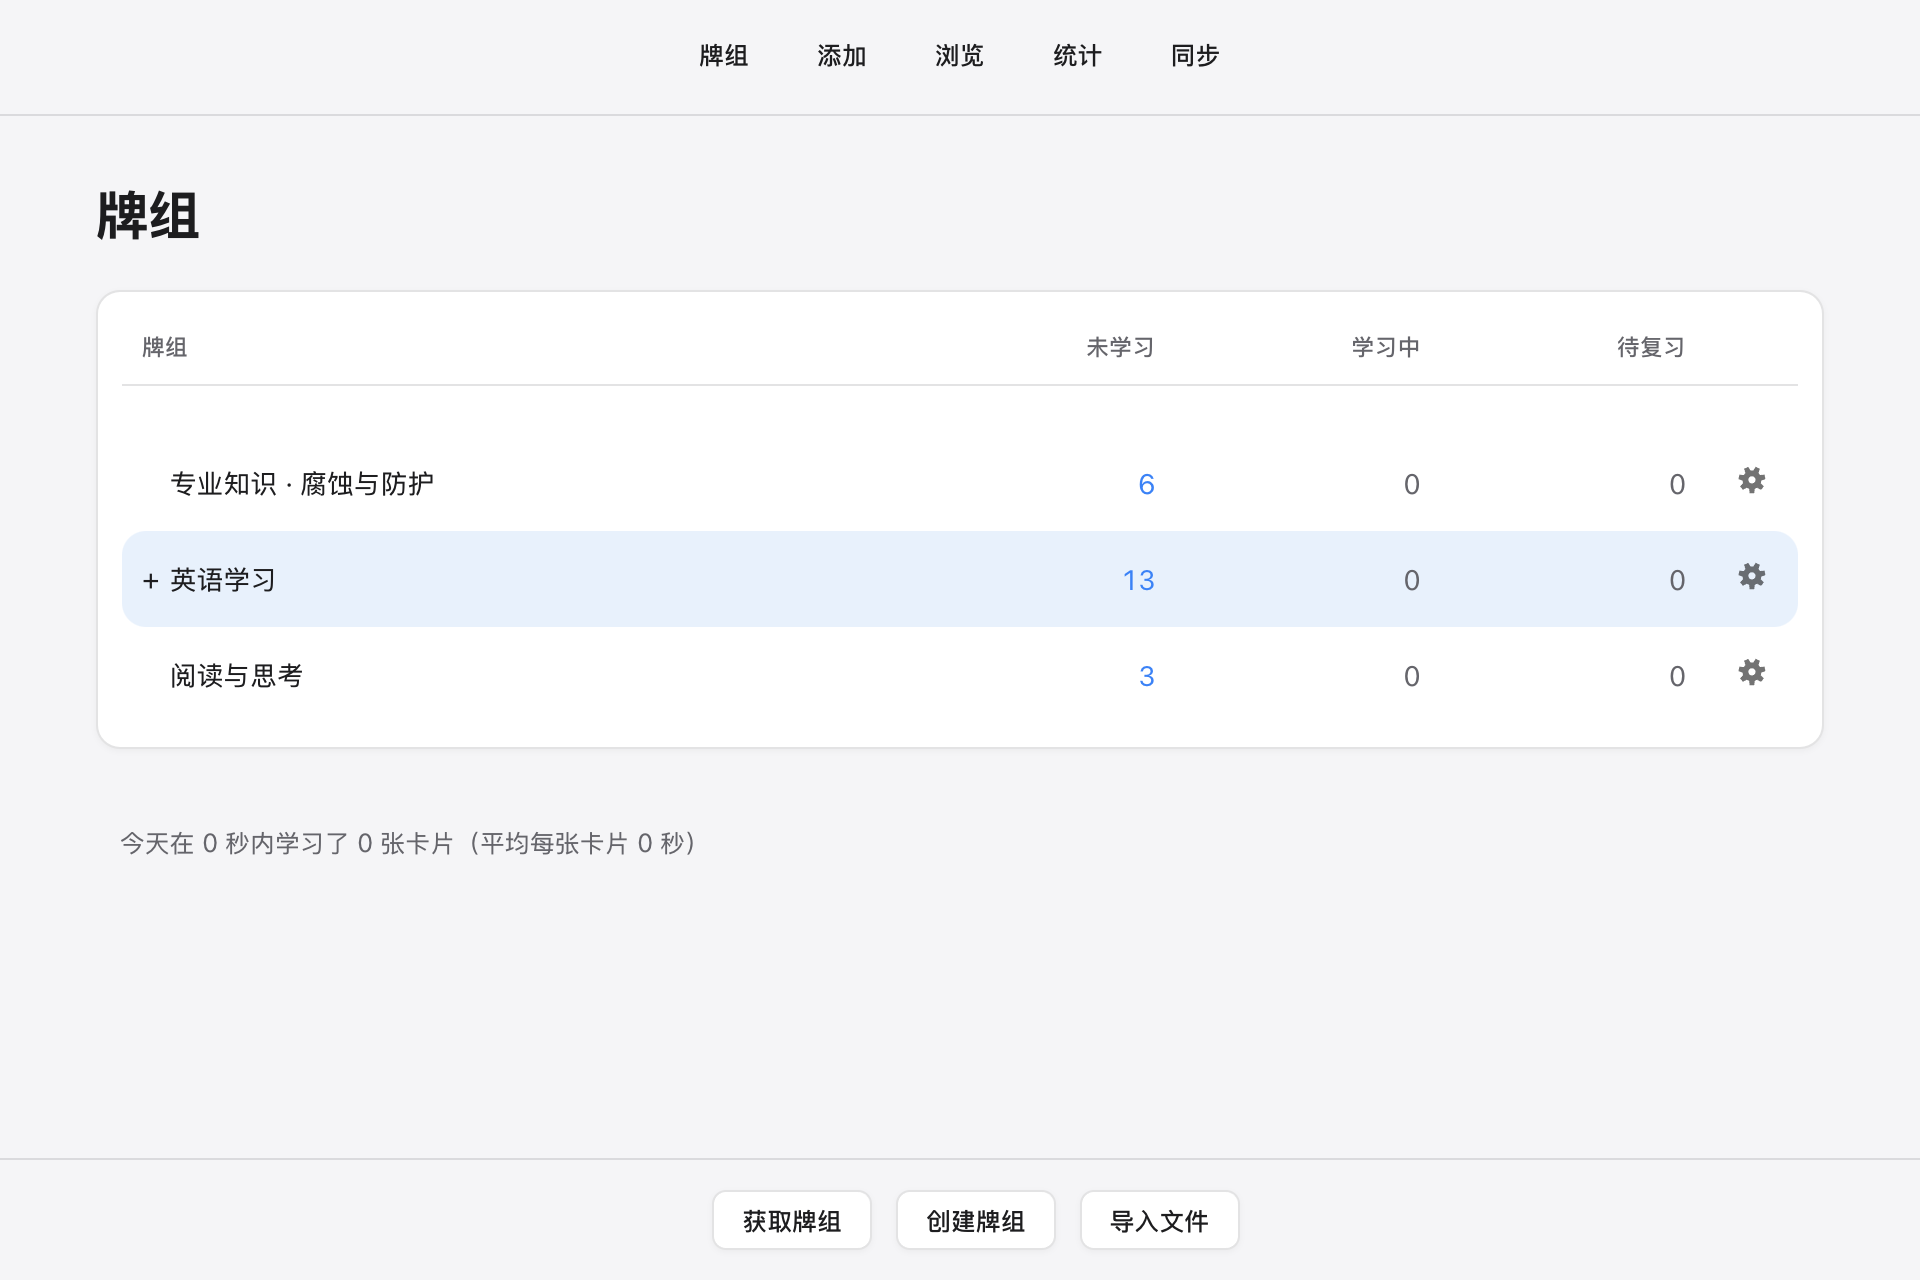 牌组 添加 浏览 统计 同步
牌组
牌组 未学习 学习中 待复习
专业知识 · 腐蚀与防护 6 0 0
+ 英语学习 13 0 0
阅读与思考 3 0 0
今天在 0 秒内学习了 0 张卡片（平均每张卡片 0 秒）
获取牌组 创建牌组 导入文件